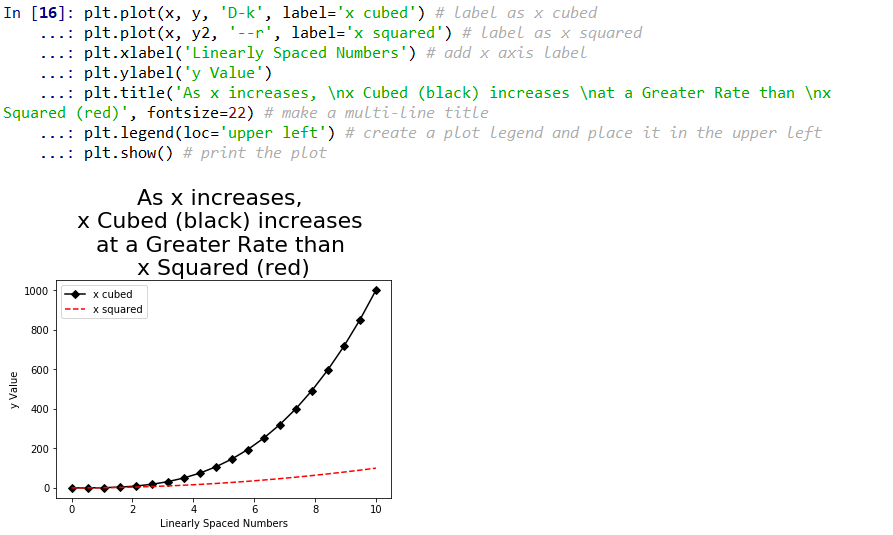 In [16]: plt.plot(x, y, 'D-k', label='x cubed') # label as x cubed
...: plt.plot(x, y2, '--r', label='x squared') # label as x squared
...: plt.xlabel('Linearly Spaced Numbers') # add x axis label
...: plt.ylabel('y Value')
...: plt.title('As x increases, \nx Cubed (black) increases \nat a Greater Rate than \nx
Squared (red)', fontsize=22) # make a multi-line title
...: plt.legend(loc='upper left') # create a plot legend and place it in the upper left
...: plt.show() # print the plot
As x increases,
x Cubed (black) increases
at a Greater Rate than
x Squared (red)
x cubed
x squared
1000
800
600
400
200
0
y Value
0 2 4 6 8 10
Linearly Spaced Numbers